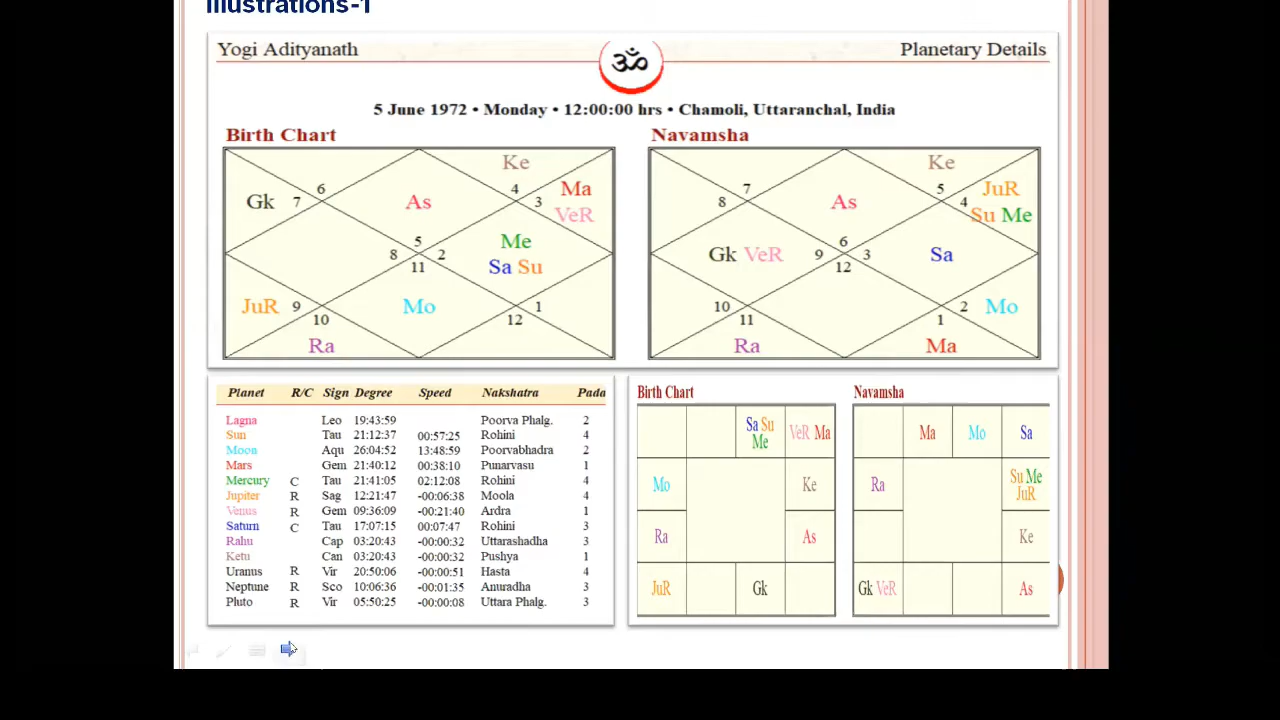 Illustrations-1
Yogi Adityanath
ॐ
Planetary Details
5 June 1972 • Monday • 12:00:00 hrs • Chamoli, Uttaranchal, India
Birth Chart
Ke
Gk 7 6 As 4 3 Ma
VeR
5 Me
8 2 Sa Su
11
JuR 9 Mo 1
10 12
Ra
Navamsha
Ke
8 7 As 5 4 JuR
Su Me
6
Gk VeR 9 3 Sa
12
10 2 Mo
11 1
Ra Ma
Planet R/C Sign Degree Speed Nakshatra Pada
Lagna Leo 19:43:59 Poorva Phalg. 2
Sun Tau 21:12:37 00:57:25 Rohini 4
Moon Aqu 26:04:52 13:48:59 Poorvabhadra 2
Mars Gem 21:40:12 00:38:10 Punarvasu 1
Mercury C Tau 21:41:05 02:12:08 Rohini 4
Jupiter R Sag 12:21:47 -00:06:38 Moola 4
Venus R Gem 09:36:09 -00:21:40 Ardra 1
Saturn C Tau 17:07:15 00:07:47 Rohini 3
Rahu Cap 03:20:43 -00:00:32 Uttarashadha 3
Ketu Can 03:20:43 -00:00:32 Pushya 1
Uranus R Vir 20:50:06 -00:00:51 Hasta 4
Neptune R Sco 10:06:36 -00:01:35 Anuradha 3
Pluto R Vir 05:50:25 -00:00:08 Uttara Phalg. 3
Birth Chart
Sa Su
Me VeR Ma
Mo Ke
Ra As
JuR Gk
Navamsha
Ma Mo Sa
Ra Su Me
JuR
Ke
Gk VeR As